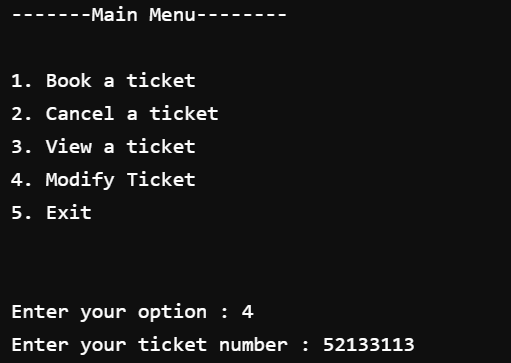 -------Main Menu--------
1. Book a ticket
2. Cancel a ticket
3. View a ticket
4. Modify Ticket
5. Exit
Enter your option : 4
Enter your ticket number : 52133113